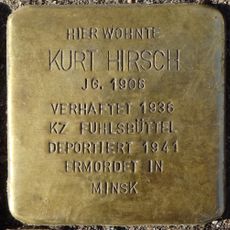 HIER WOHNTE
KURT HIRSCH
JG. 1906
VERHAFTET 1936
KZ FUHLSBÜTTEL
DEPORTIERT 1941
ERMORDET IN
MINSK